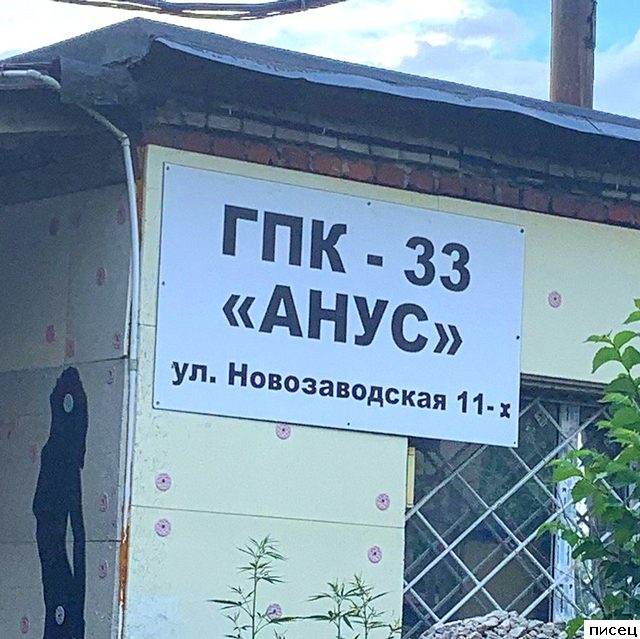 ГПК - 33
«АНУС»
ул. Новозаводская 11-х
писец